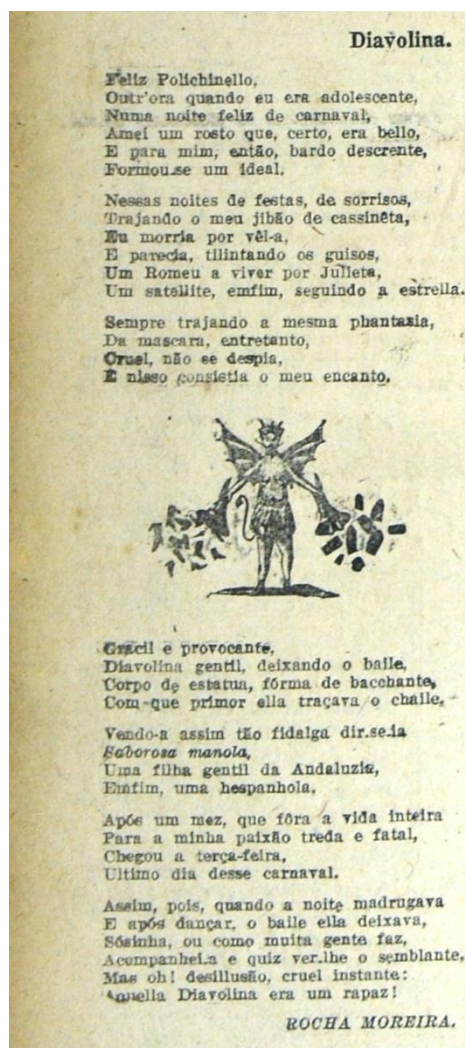 Diavolina.
Feliz Polichinello,
Outr'ora quando eu era adolescente,
Numa noite feliz de carnaval,
Amei um rosto que, certo, era bello,
E para mim, então, bardo descrente,
Formou-se um ideal.
Nessas noites de festas, de sorrisos,
Trajando o meu jibão de cassinêta,
Eu morria por vêl-a,
E parecia, tilintando os guisos,
Um Romeu a viver por Julieta,
Um satellite, emfim, seguindo a estrella.
Sempre trajando a mesma phantasia,
Da mascara, entretanto,
Cruel, não se despia,
E nisso consistia o meu encanto.
Gracil e provocante,
Diavolina gentil, deixando o baile,
Corpo de estatua, fórma de bacchante,
Com que primor ella traçava o chaile.
Vendo-a assim tão fidalga dir-se-ia
Saborosa manola,
Uma filha gentil da Andaluzia,
Emfim, uma hespanhola.
Após um mez, que fôra a vida inteira
Para a minha paixão treda e fatal,
Chegou a terça-feira,
Ultimo dia desse carnaval.
Assim, pois, quando a noite madrugava
E após dançar, o baile ella deixava,
Sósinha, ou como muita gente faz,
Acompanhei-a e quiz ver-lhe o semblante,
Mas oh! desillusão, cruel instante:
Aquella Diavolina era um rapaz!
ROCHA MOREIRA.